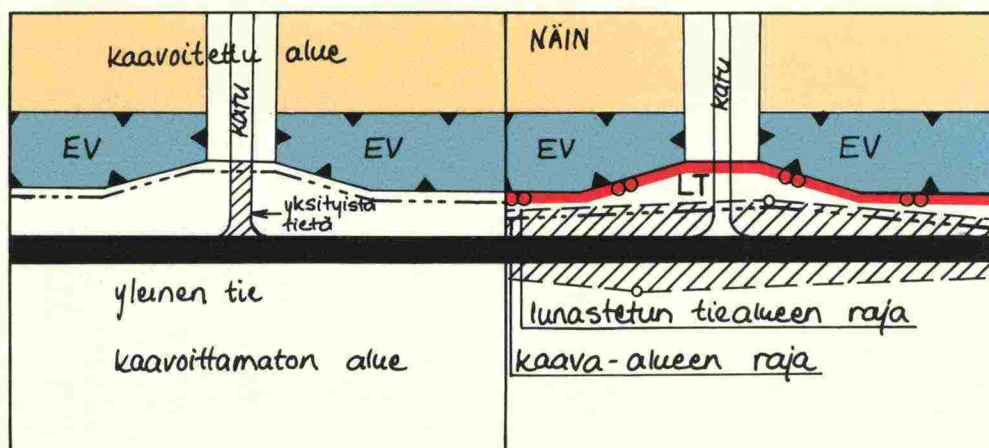 kaavoitettu alue
katu
EV
EV
yksityistä
tietä
yleinen tie
kaavoittamaton alue
NÄIN
katu
EV
EV
LT
lunastetun tiealueen raja
kaava-alueen raja